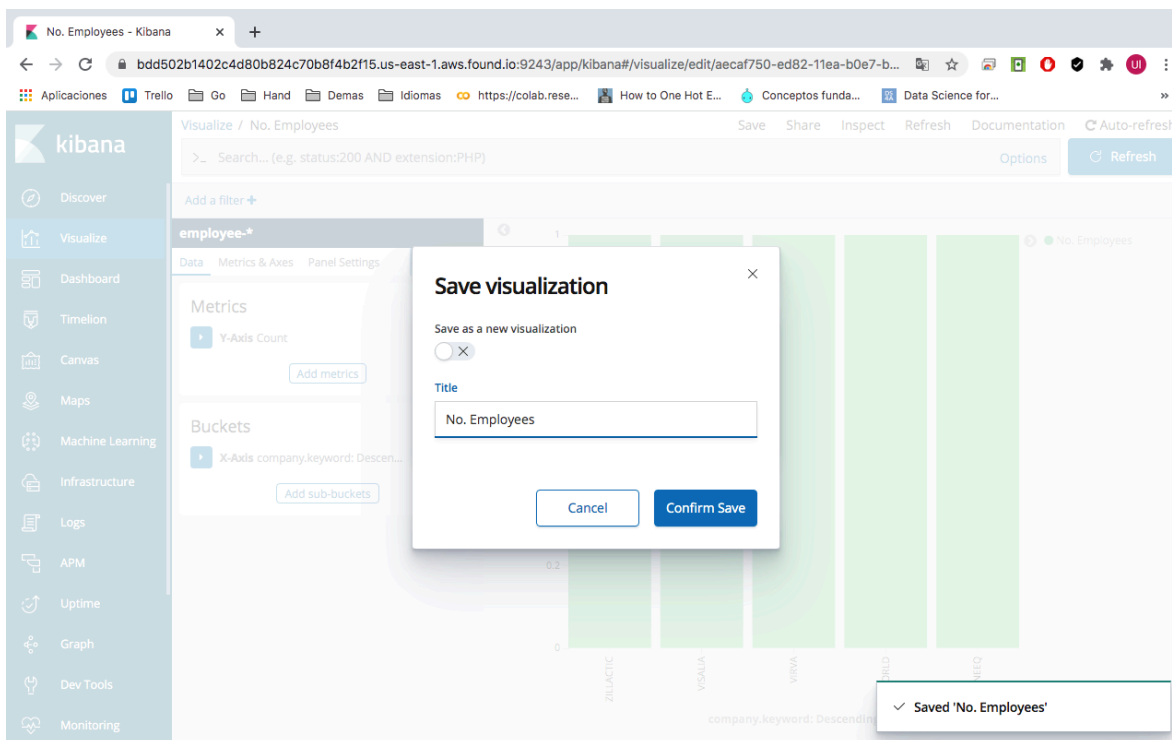 No. Employees - Kibana
bdd502b1402c4d80b824c70b8f4b2f15.us-east-1.aws.found.io:9243/app/kibana#/visualize/edit/aecaf750-ed82-11ea-b0e7-b...
UI
Aplicaciones Trello Go Hand Demas Idiomas https://colab.rese... How to One Hot E... Conceptos funda... Data Science for... »
kibana
Visualize / No, Employees
Save Share Inspect Refresh Documentation Auto-refresh
>_ Search... (e.g. status:200 AND extension:PHP)
Options
Refresh
Discover
Visualize
Dashboard
Timelion
Canvas
Maps
Machine Learning
Infrastructure
Logs
APM
Uptime
Graph
Dev Tools
Monitoring
Add a filter +
employee-*
Data Metrics & Axes Panel Settings
Metrics
Y-Axis Count
Add metrics
Buckets
X-Axis company.keyword: Descen...
Add sub-buckets
Save visualization
Save as a new visualization
Title
No. Employees
Cancel
Confirm Save
1
0.2
0
No. Employees
ZILLACTIC
VISALIA
VIRVA
company.keyword: Descending
Saved 'No. Employees'